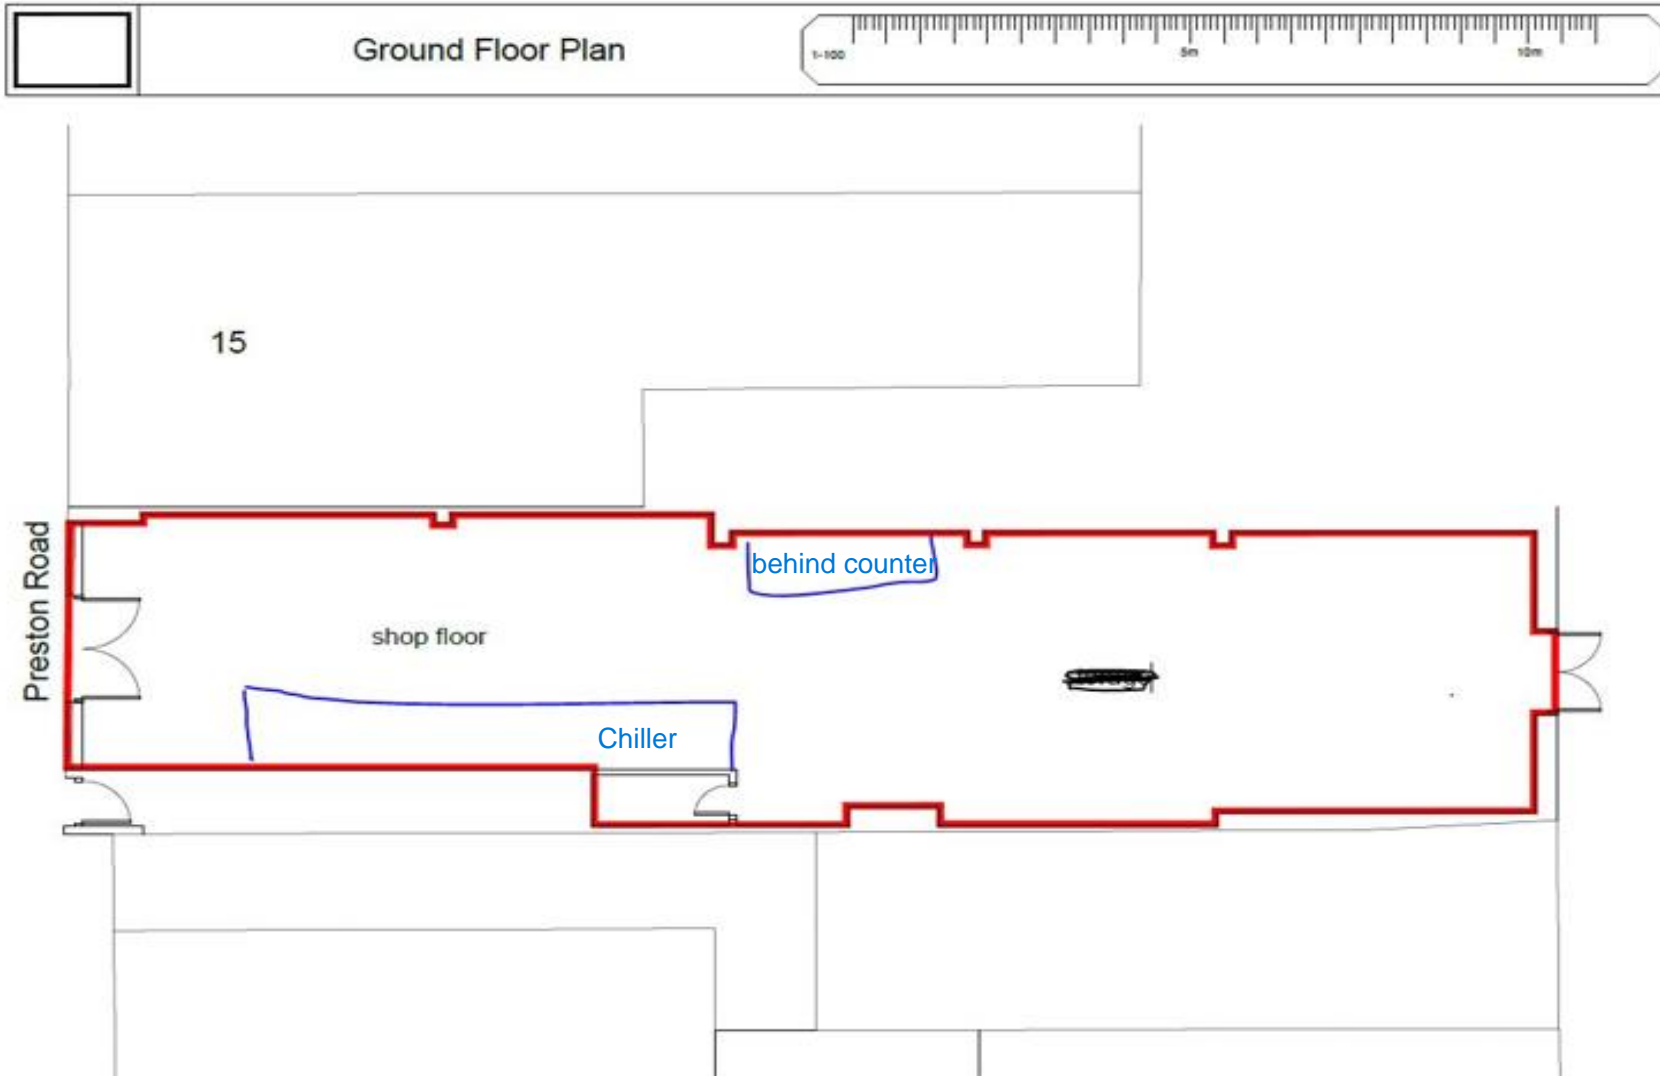 Ground Floor Plan
1-100
5m
10m
15
Preston Road
behind counter
shop floor
Chiller